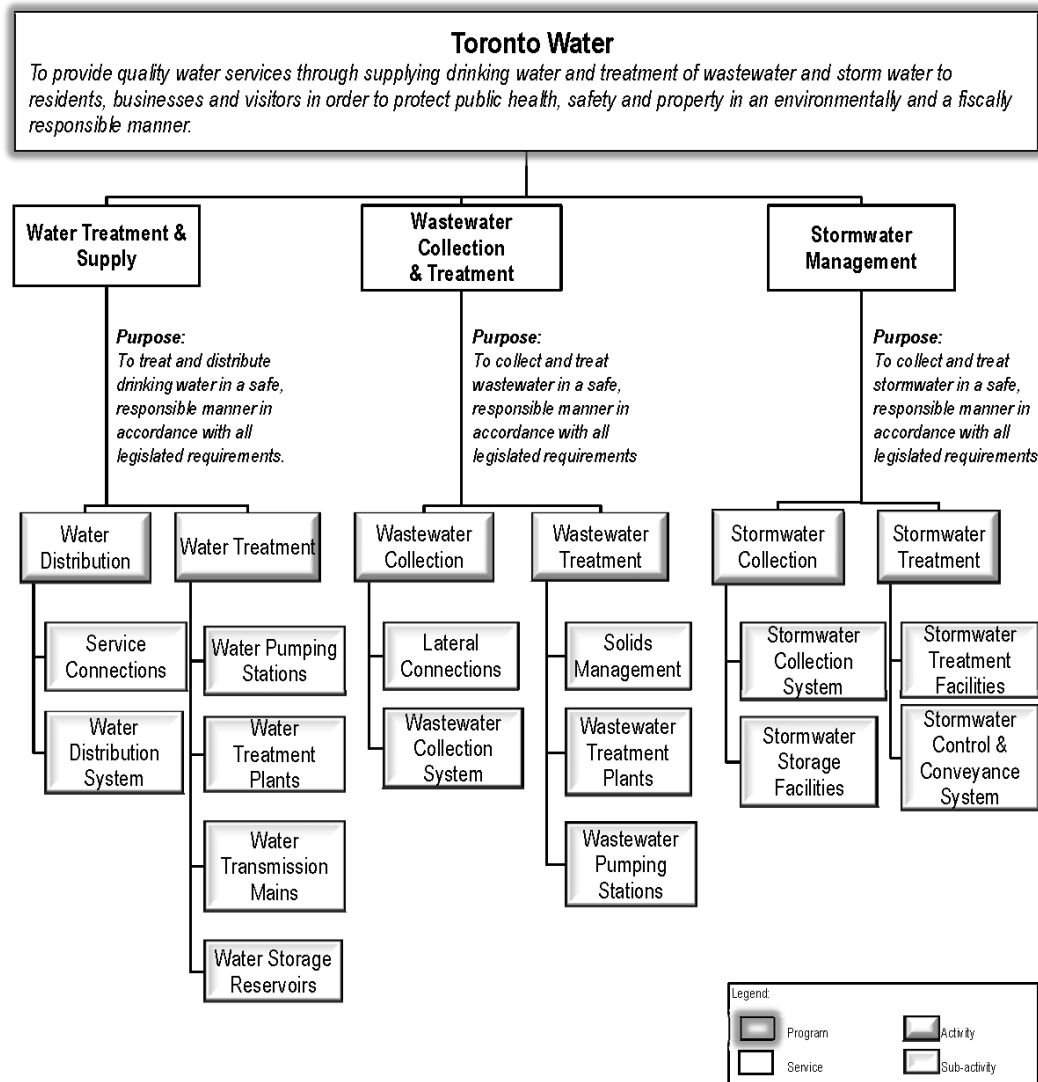 Toronto Water
To provide quality water services through supplying drinking water and treatment of wastewater and storm water to
residents, businesses and visitors in order to protect public health, safety and property in an environmentally and a fiscally
responsible manner.
Water Treatment &
Supply
Wastewater
Collection
& Treatment
Stormwater
Management
Purpose:
To treat and distribute
drinking water in a safe,
responsible manner in
accordance with all
legislated requirements.
Purpose:
To collect and treat
wastewater in a safe,
responsible manner in
accordance with all
legislated requirements
Purpose:
To collect and treat
stormwater in a safe,
responsible manner in
accordance with all
legislated requirements
Water
Distribution
Water Treatment
Wastewater
Collection
Wastewater
Treatment
Stormwater
Collection
Stormwater
Treatment
Service
Connections
Water Distribution
System
Water Pumping
Stations
Water
Treatment
Plants
Water
Transmission
Mains
Water Storage
Reservoirs
Lateral
Connections
Wastewater
Collection
System
Solids
Management
Wastewater
Treatment
Plants
Wastewater
Pumping
Stations
Stormwater
Collection
System
Stormwater
Storage
Facilities
Stormwater
Treatment
Facilities
Stormwater
Control &
Conveyance
System
Legend:
Program
Activity
Service
Sub-activity